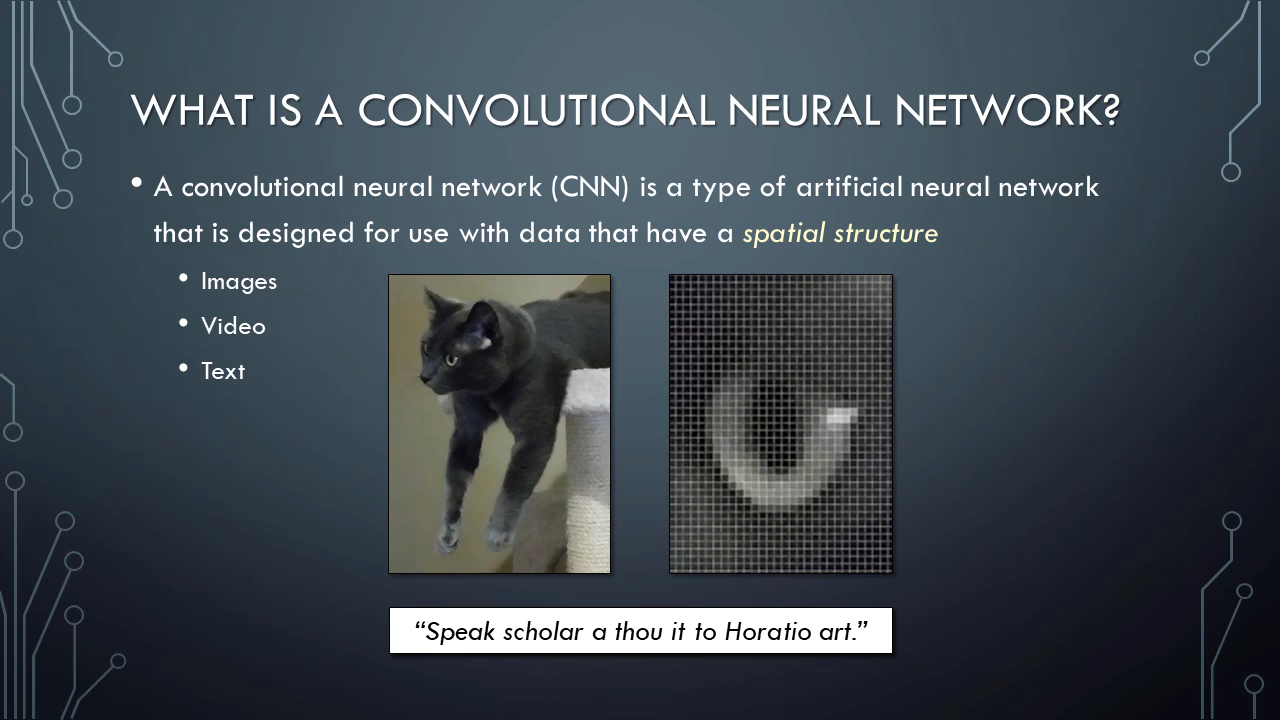 WHAT IS A CONVOLUTIONAL NEURAL NETWORK?
• A convolutional neural network (CNN) is a type of artificial neural network
that is designed for use with data that have a spatial structure
• Images
• Video
• Text
“Speak scholar a thou it to Horatio art.”